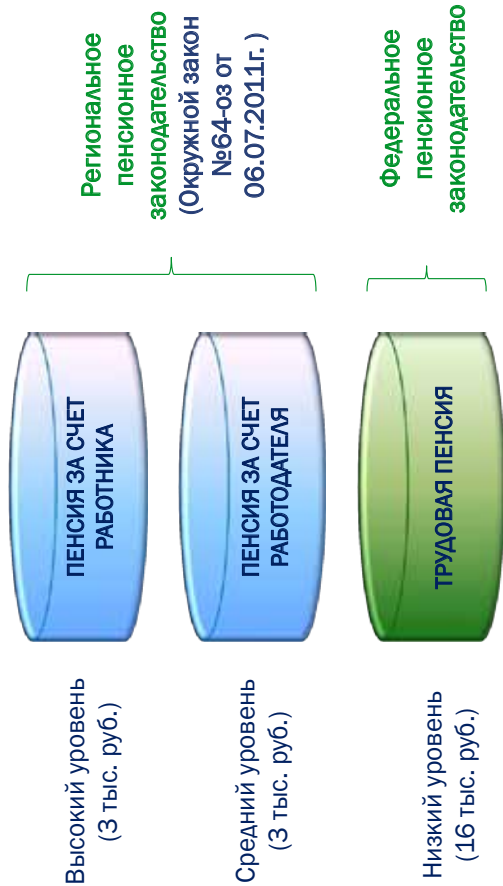 Высокий уровень
(3 тыс. руб.)
ПЕНСИЯ ЗА СЧЕТ
РАБОТНИКА
Средний уровень
(3 тыс. руб.)
ПЕНСИЯ ЗА СЧЕТ
РАБОТОДАТЕЛЯ
Региональное
пенсионное
законодательство
(Окружной закон
№64-оз от
06.07.2011г. )
Низкий уровень
(16 тыс. руб.)
ТРУДОВАЯ ПЕНСИЯ
Федеральное
пенсионное
законодательство